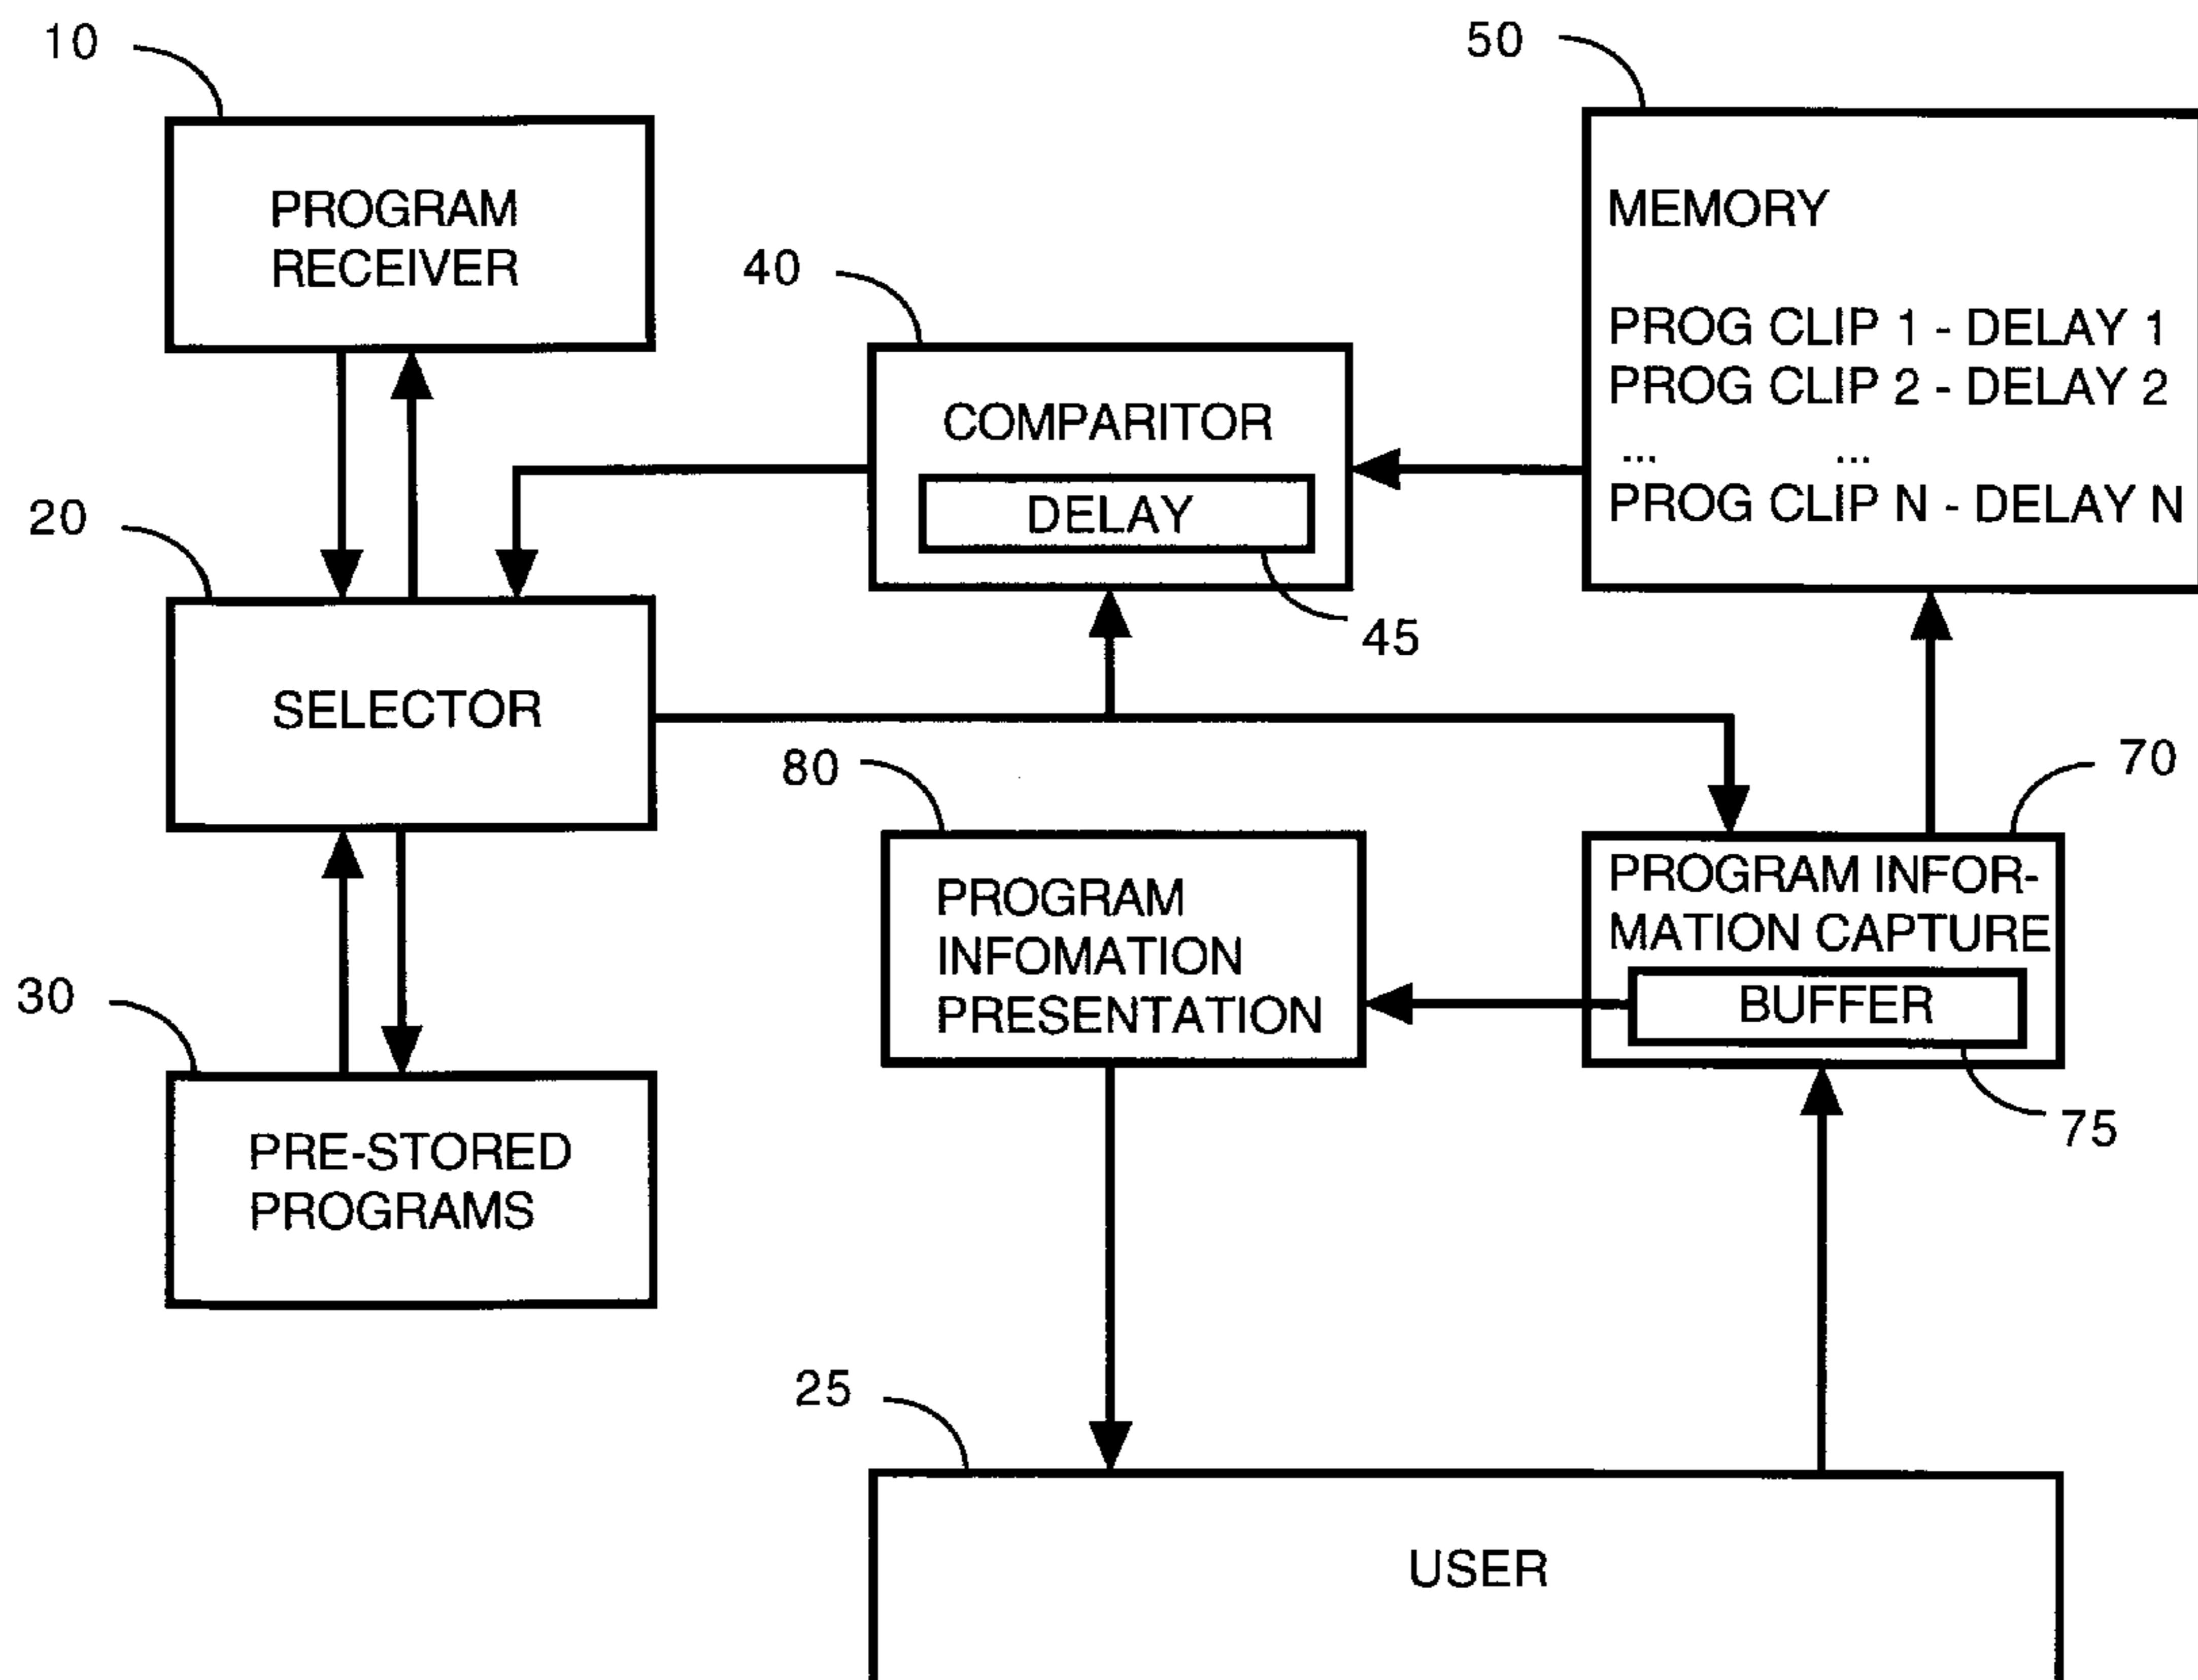 10
50
PROGRAM
RECEIVER
MEMORY
40
PROG CLIP 1 - DELAY 1
PROG CLIP 2 - DELAY 2
... ...
PROG CLIP N - DELAY N
COMPARITOR
DELAY
20
45
SELECTOR
80
70
PROGRAM
INFOMATION
PRESENTATION
PROGRAM INFOR-
MATION CAPTURE
BUFFER
30
75
PRE-STORED
PROGRAMS
25
USER